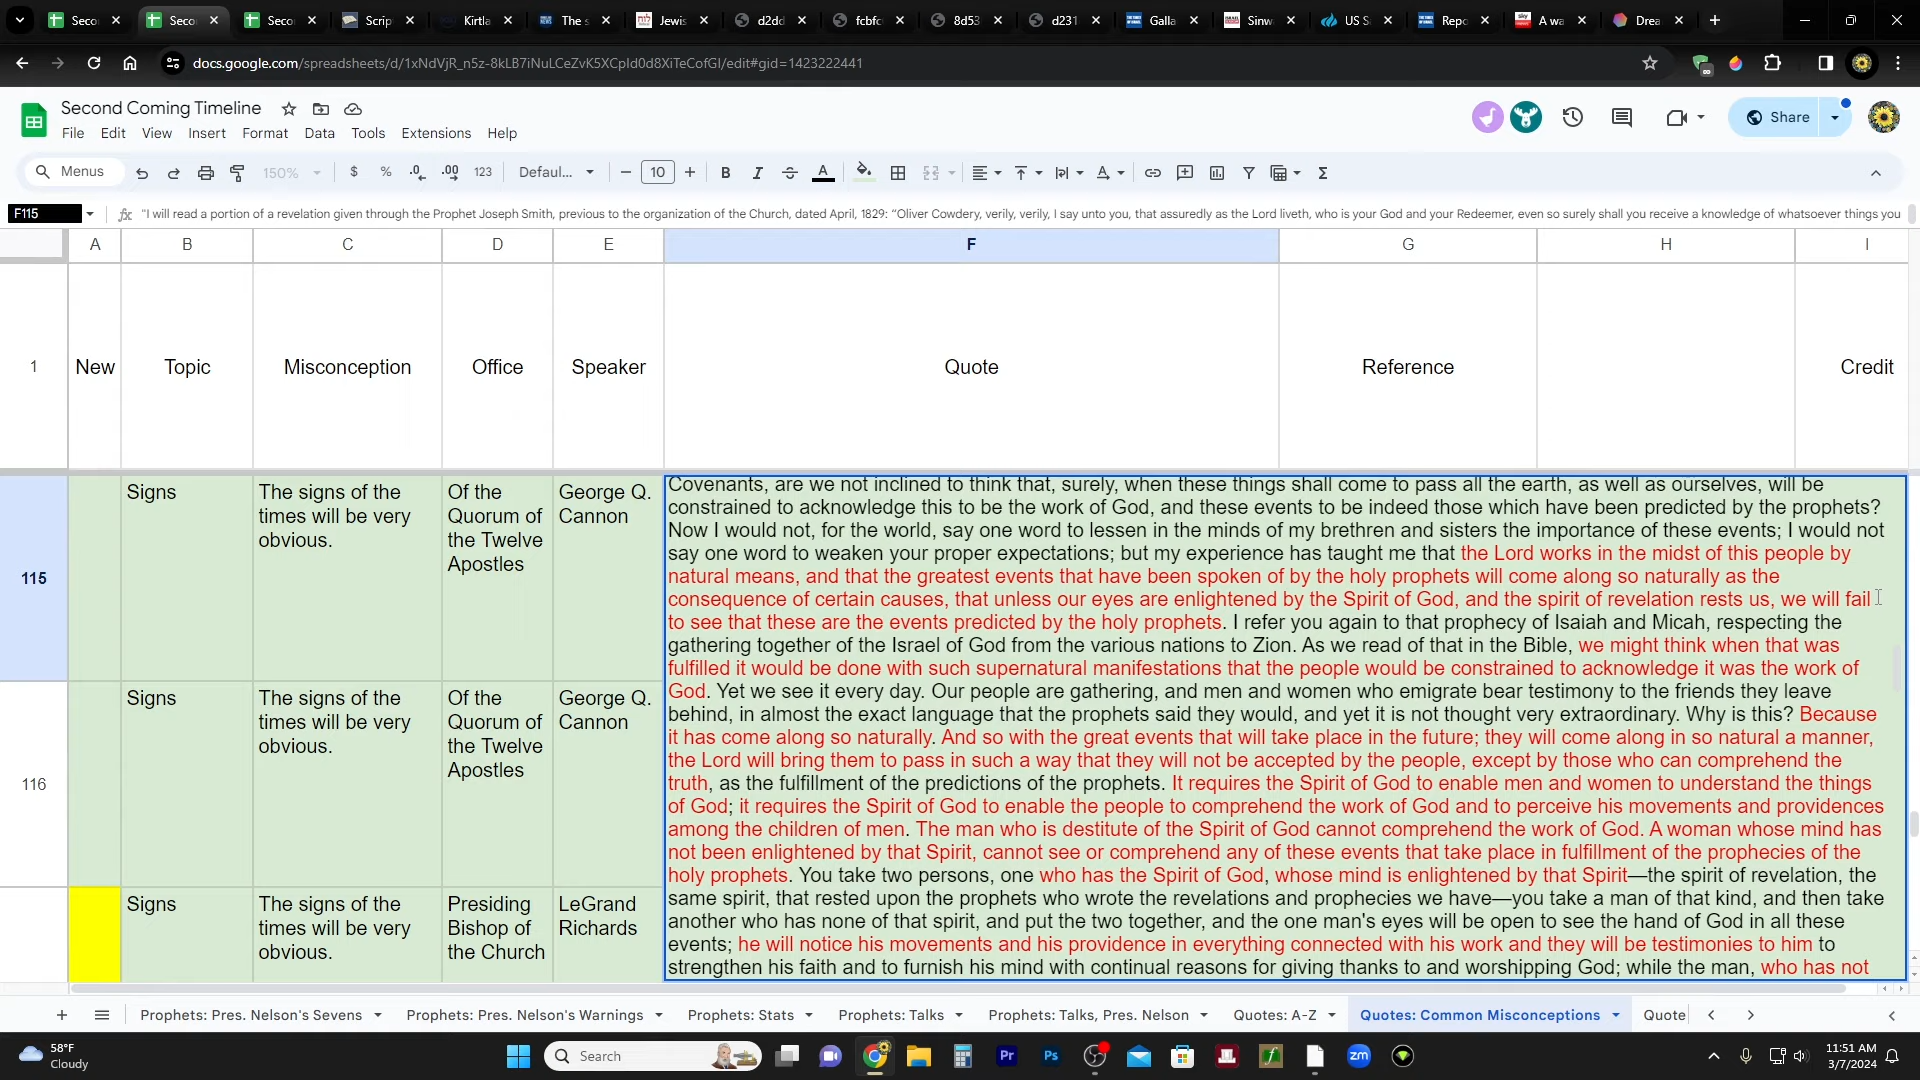 Seco
Seco
Seco
Scrip
Kirtla
The s
Jewis
d2dd
fcbfc
8d53
d231
Galla
Sinw
US S
Repo
A wa
Drea
docs.google.com/spreadsheets/d/1xNdVjR_n5z-8kLB7iNuLCeZvK5XCpId0d8XiTeCofGI/edit#gid=1423222441
Second Coming Timeline
File Edit View Insert Format Data Tools Extensions Help
Share
Menus 150% $ % .0 .00 123 Defaul... 10 B I
F115 fx "I will read a portion of a revelation given through the Prophet Joseph Smith, previous to the organization of the Church, dated April, 1829: "Oliver Cowdery, verily, verily, I say unto you, that assuredly as the Lord liveth, who is your God and your Redeemer, even so surely shall you receive a knowledge of whatsoever things you
A B C D E F G H I
1 New Topic Misconception Office Speaker Quote Reference Credit
115
Signs
The signs of the
times will be very
obvious.
Of the
Quorum of
the Twelve
Apostles
George Q.
Cannon
Covenants, are we not inclined to think that, surely, when these things shall come to pass all the earth, as well as ourselves, will be
constrained to acknowledge this to be the work of God, and these events to be indeed those which have been predicted by the prophets?
Now I would not, for the world, say one word to lessen in the minds of my brethren and sisters the importance of these events; I would not
say one word to weaken your proper expectations; but my experience has taught me that the Lord works in the midst of this people by
natural means, and that the greatest events that have been spoken of by the holy prophets will come along so naturally as the
consequence of certain causes, that unless our eyes are enlightened by the Spirit of God, and the spirit of revelation rests us, we will fail
to see that these are the events predicted by the holy prophets. I refer you again to that prophecy of Isaiah and Micah, respecting the
gathering together of the Israel of God from the various nations to Zion. As we read of that in the Bible, we might think when that was
fulfilled it would be done with such supernatural manifestations that the people would be constrained to acknowledge it was the work of
God. Yet we see it every day. Our people are gathering, and men and women who emigrate bear testimony to the friends they leave
behind, in almost the exact language that the prophets said they would, and yet it is not thought very extraordinary. Why is this? Because
it has come along so naturally. And so with the great events that will take place in the future; they will come along in so natural a manner,
the Lord will bring them to pass in such a way that they will not be accepted by the people, except by those who can comprehend the
truth, as the fulfillment of the predictions of the prophets. It requires the Spirit of God to enable men and women to understand the things
of God; it requires the Spirit of God to enable the people to comprehend the work of God and to perceive his movements and providences
among the children of men. The man who is destitute of the Spirit of God cannot comprehend the work of God. A woman whose mind has
not been enlightened by that Spirit, cannot see or comprehend any of these events that take place in fulfillment of the prophecies of the
holy prophets. You take two persons, one who has the Spirit of God, whose mind is enlightened by that Spirit—the spirit of revelation, the
same spirit, that rested upon the prophets who wrote the revelations and prophecies we have—you take a man of that kind, and then take
another who has none of that spirit, and put the two together, and the one man's eyes will be open to see the hand of God in all these
events; he will notice his movements and his providence in everything connected with his work and they will be testimonies to him to
strengthen his faith and to furnish his mind with continual reasons for giving thanks to and worshipping God; while the man, who has not
116
Signs
The signs of the
times will be very
obvious.
Of the
Quorum of
the Twelve
Apostles
George Q.
Cannon
Signs
The signs of the
times will be very
obvious.
Presiding
Bishop of
the Church
LeGrand
Richards
Prophets: Pres. Nelson's Sevens
Prophets: Pres. Nelson's Warnings
Prophets: Stats
Prophets: Talks
Prophets: Talks, Pres. Nelson
Quotes: A-Z
Quotes: Common Misconceptions
Quote
58°F
Cloudy
Search
Pr
Ps
zm
11:51 AM
3/7/2024